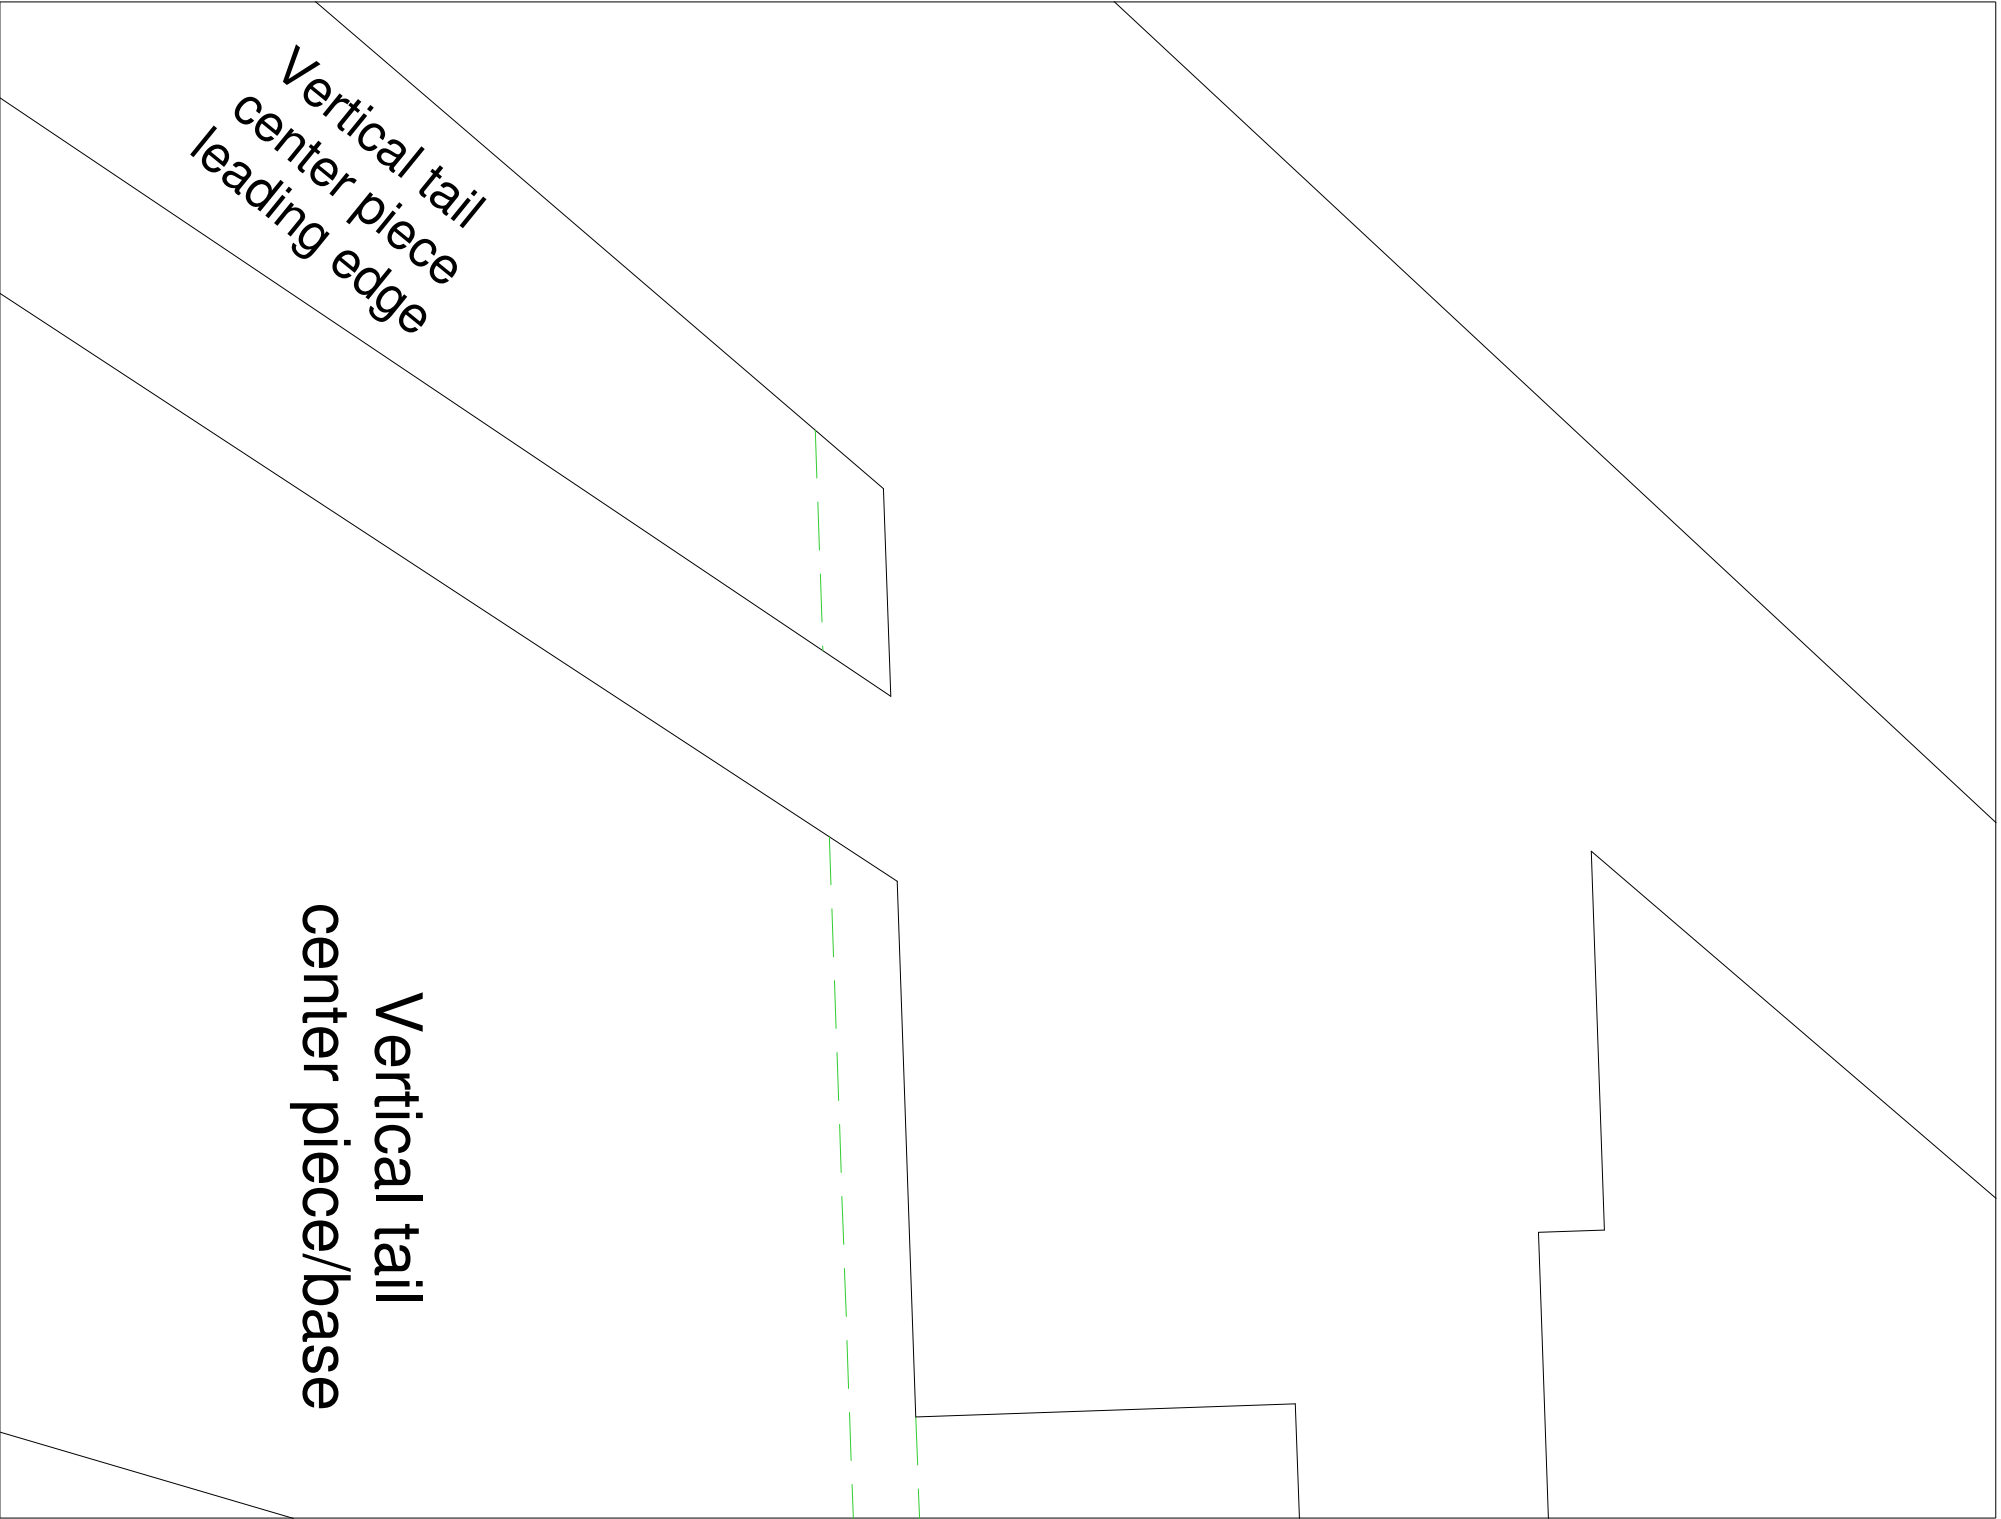 Vertical tail
center piece
leading edge
Vertical tail
center piece/base